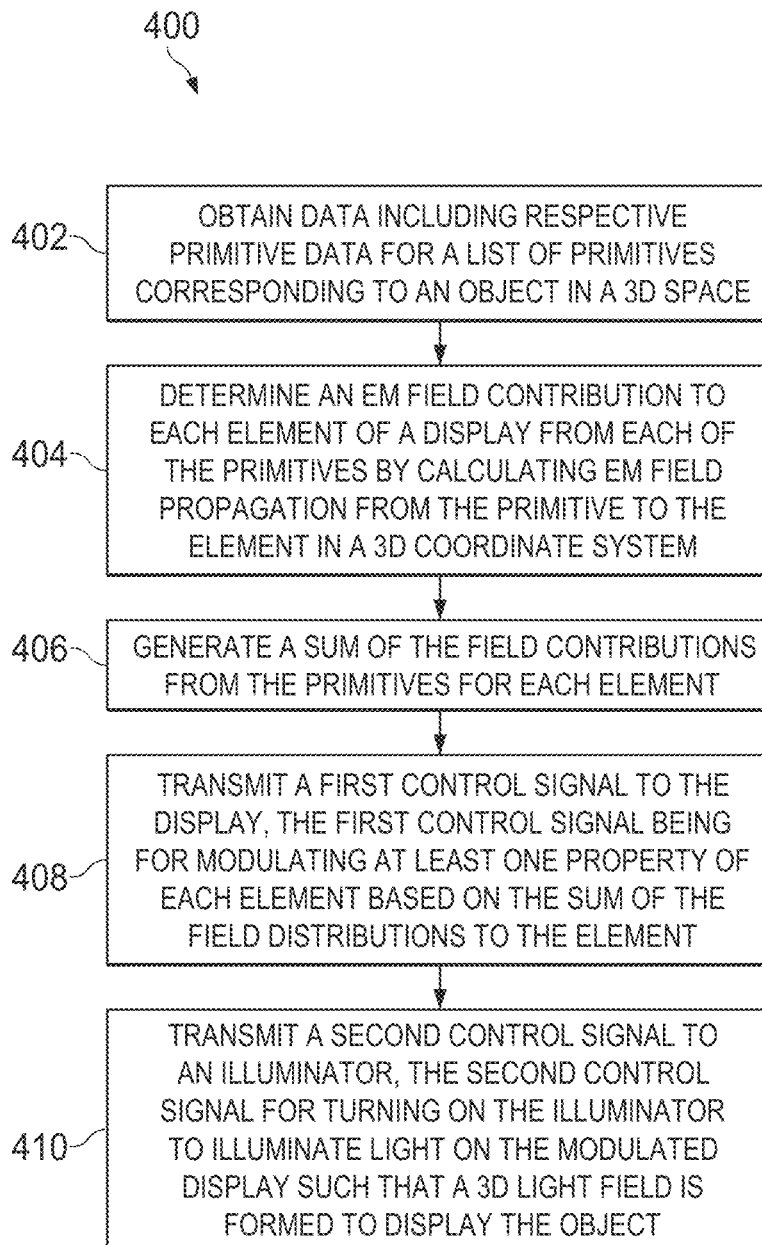 400
402
OBTAIN DATA INCLUDING RESPECTIVE
PRIMITIVE DATA FOR A LIST OF PRIMITIVES
CORRESPONDING TO AN OBJECT IN A 3D SPACE
404
DETERMINE AN EM FIELD CONTRIBUTION TO
EACH ELEMENT OF A DISPLAY FROM EACH OF
THE PRIMITIVES BY CALCULATING EM FIELD
PROPAGATION FROM THE PRIMITIVE TO THE
ELEMENT IN A 3D COORDINATE SYSTEM
406
GENERATE A SUM OF THE FIELD CONTRIBUTIONS
FROM THE PRIMITIVES FOR EACH ELEMENT
408
TRANSMIT A FIRST CONTROL SIGNAL TO THE
DISPLAY, THE FIRST CONTROL SIGNAL BEING
FOR MODULATING AT LEAST ONE PROPERTY OF
EACH ELEMENT BASED ON THE SUM OF THE
FIELD DISTRIBUTIONS TO THE ELEMENT
410
TRANSMIT A SECOND CONTROL SIGNAL TO
AN ILLUMINATOR, THE SECOND CONTROL
SIGNAL FOR TURNING ON THE ILLUMINATOR
TO ILLUMINATE LIGHT ON THE MODULATED
DISPLAY SUCH THAT A 3D LIGHT FIELD IS
FORMED TO DISPLAY THE OBJECT